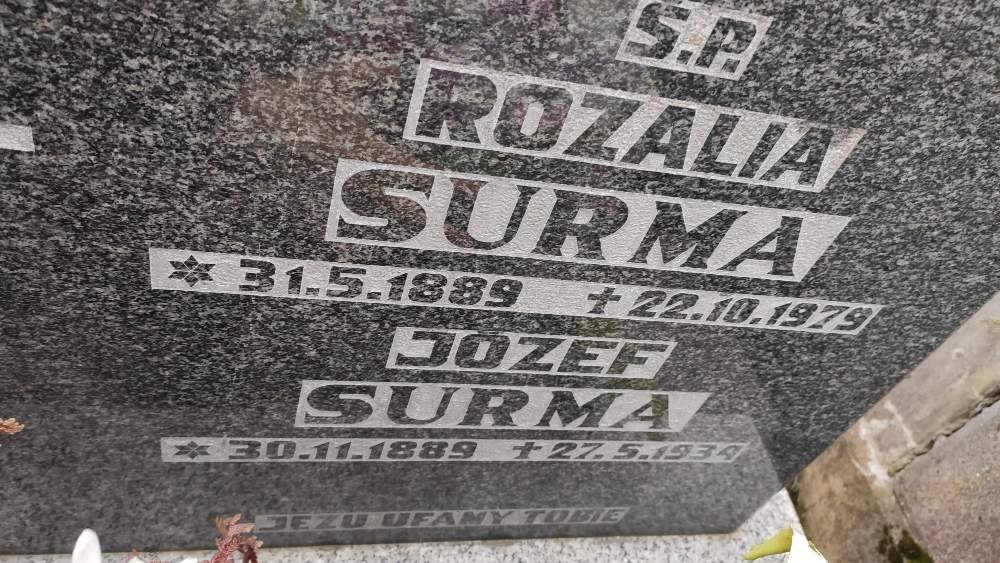 S.P.
ROZALIA
SURMA
* 31.5.1889 † 22.10.1979
JOZEF
SURMA
* 30.11.1889 † 27.5.1934
JEZU UFAMY TOBIE